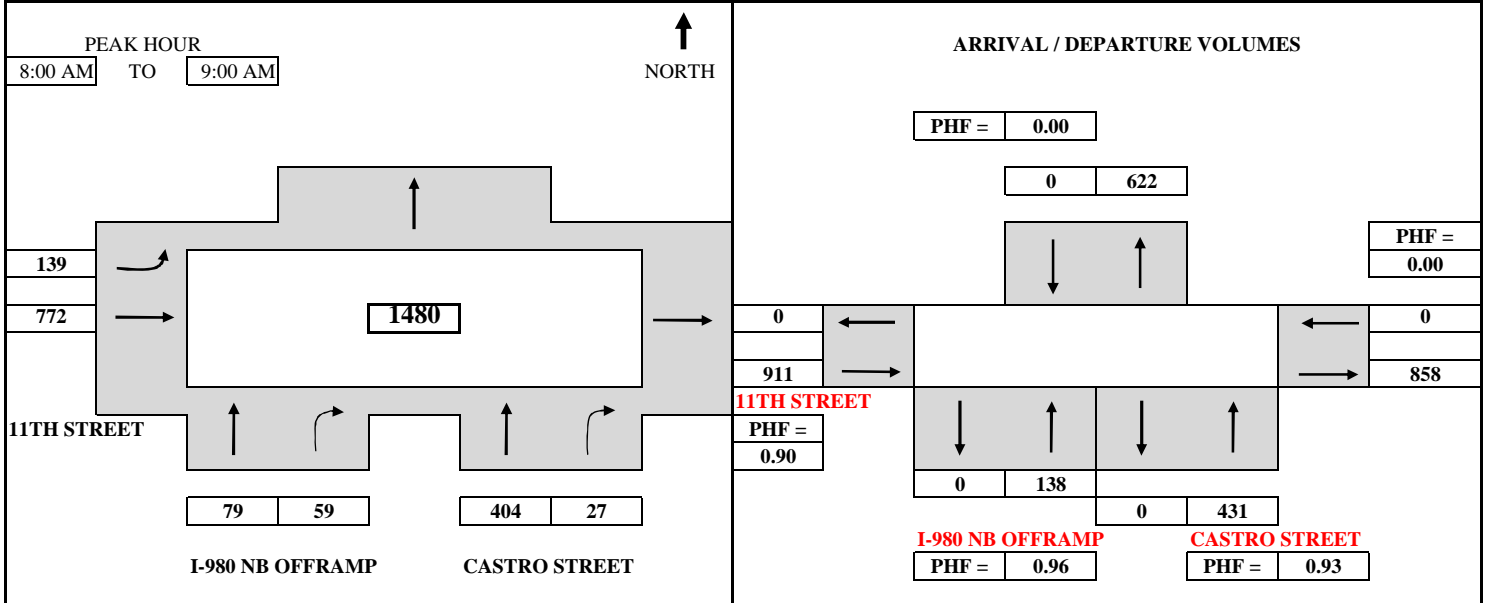 PEAK HOUR
8:00 AM TO 9:00 AM
NORTH
139
772
1480
11TH STREET
79 59 404 27
I-980 NB OFFRAMP CASTRO STREET
ARRIVAL / DEPARTURE VOLUMES
PHF = 0.00
0 622
PHF =
0.00
0 0
911 858
11TH STREET
PHF =
0.90
0 138
0 431
I-980 NB OFFRAMP CASTRO STREET
PHF = 0.96 PHF = 0.93